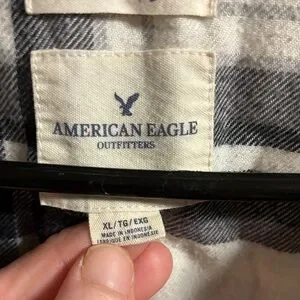 AMERICAN EAGLE
OUTFITTERS
XL/TG/EXG
MADE IN INDONESIA
FABRIQUÉ EN INDONÉSIE